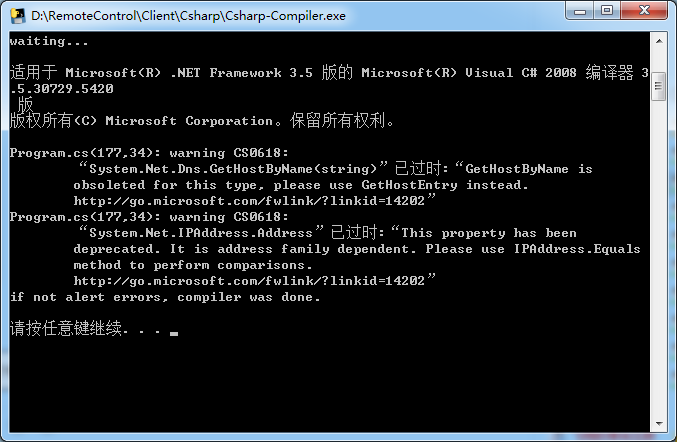 D:\RemoteControl\Client\Csharp\Csharp-Compiler.exe
waiting...
适用于 Microsoft(R) .NET Framework 3.5 版的 Microsoft(R) Visual C# 2008 编译器 3
.5.30729.5420
版
版权所有(C) Microsoft Corporation。保留所有权利。
Program.cs(177,34): warning CS0618:
“System.Net.Dns.GetHostByName(string)”已过时:“GetHostByName is
obsoleted for this type, please use GetHostEntry instead.
http://go.microsoft.com/fwlink/?linkid=14202”
Program.cs(177,34): warning CS0618:
“System.Net.IPAddress.Address”已过时:“This property has been
deprecated. It is address family dependent. Please use IPAddress.Equals
method to perform comparisons.
http://go.microsoft.com/fwlink/?linkid=14202”
if not alert errors, compiler was done.
请按任意键继续. . .